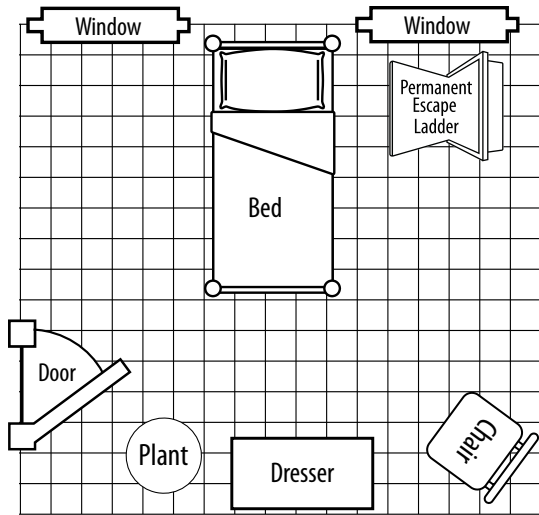 Window
Window
Permanent
Escape
Ladder
Bed
Door
Plant
Dresser
Chair